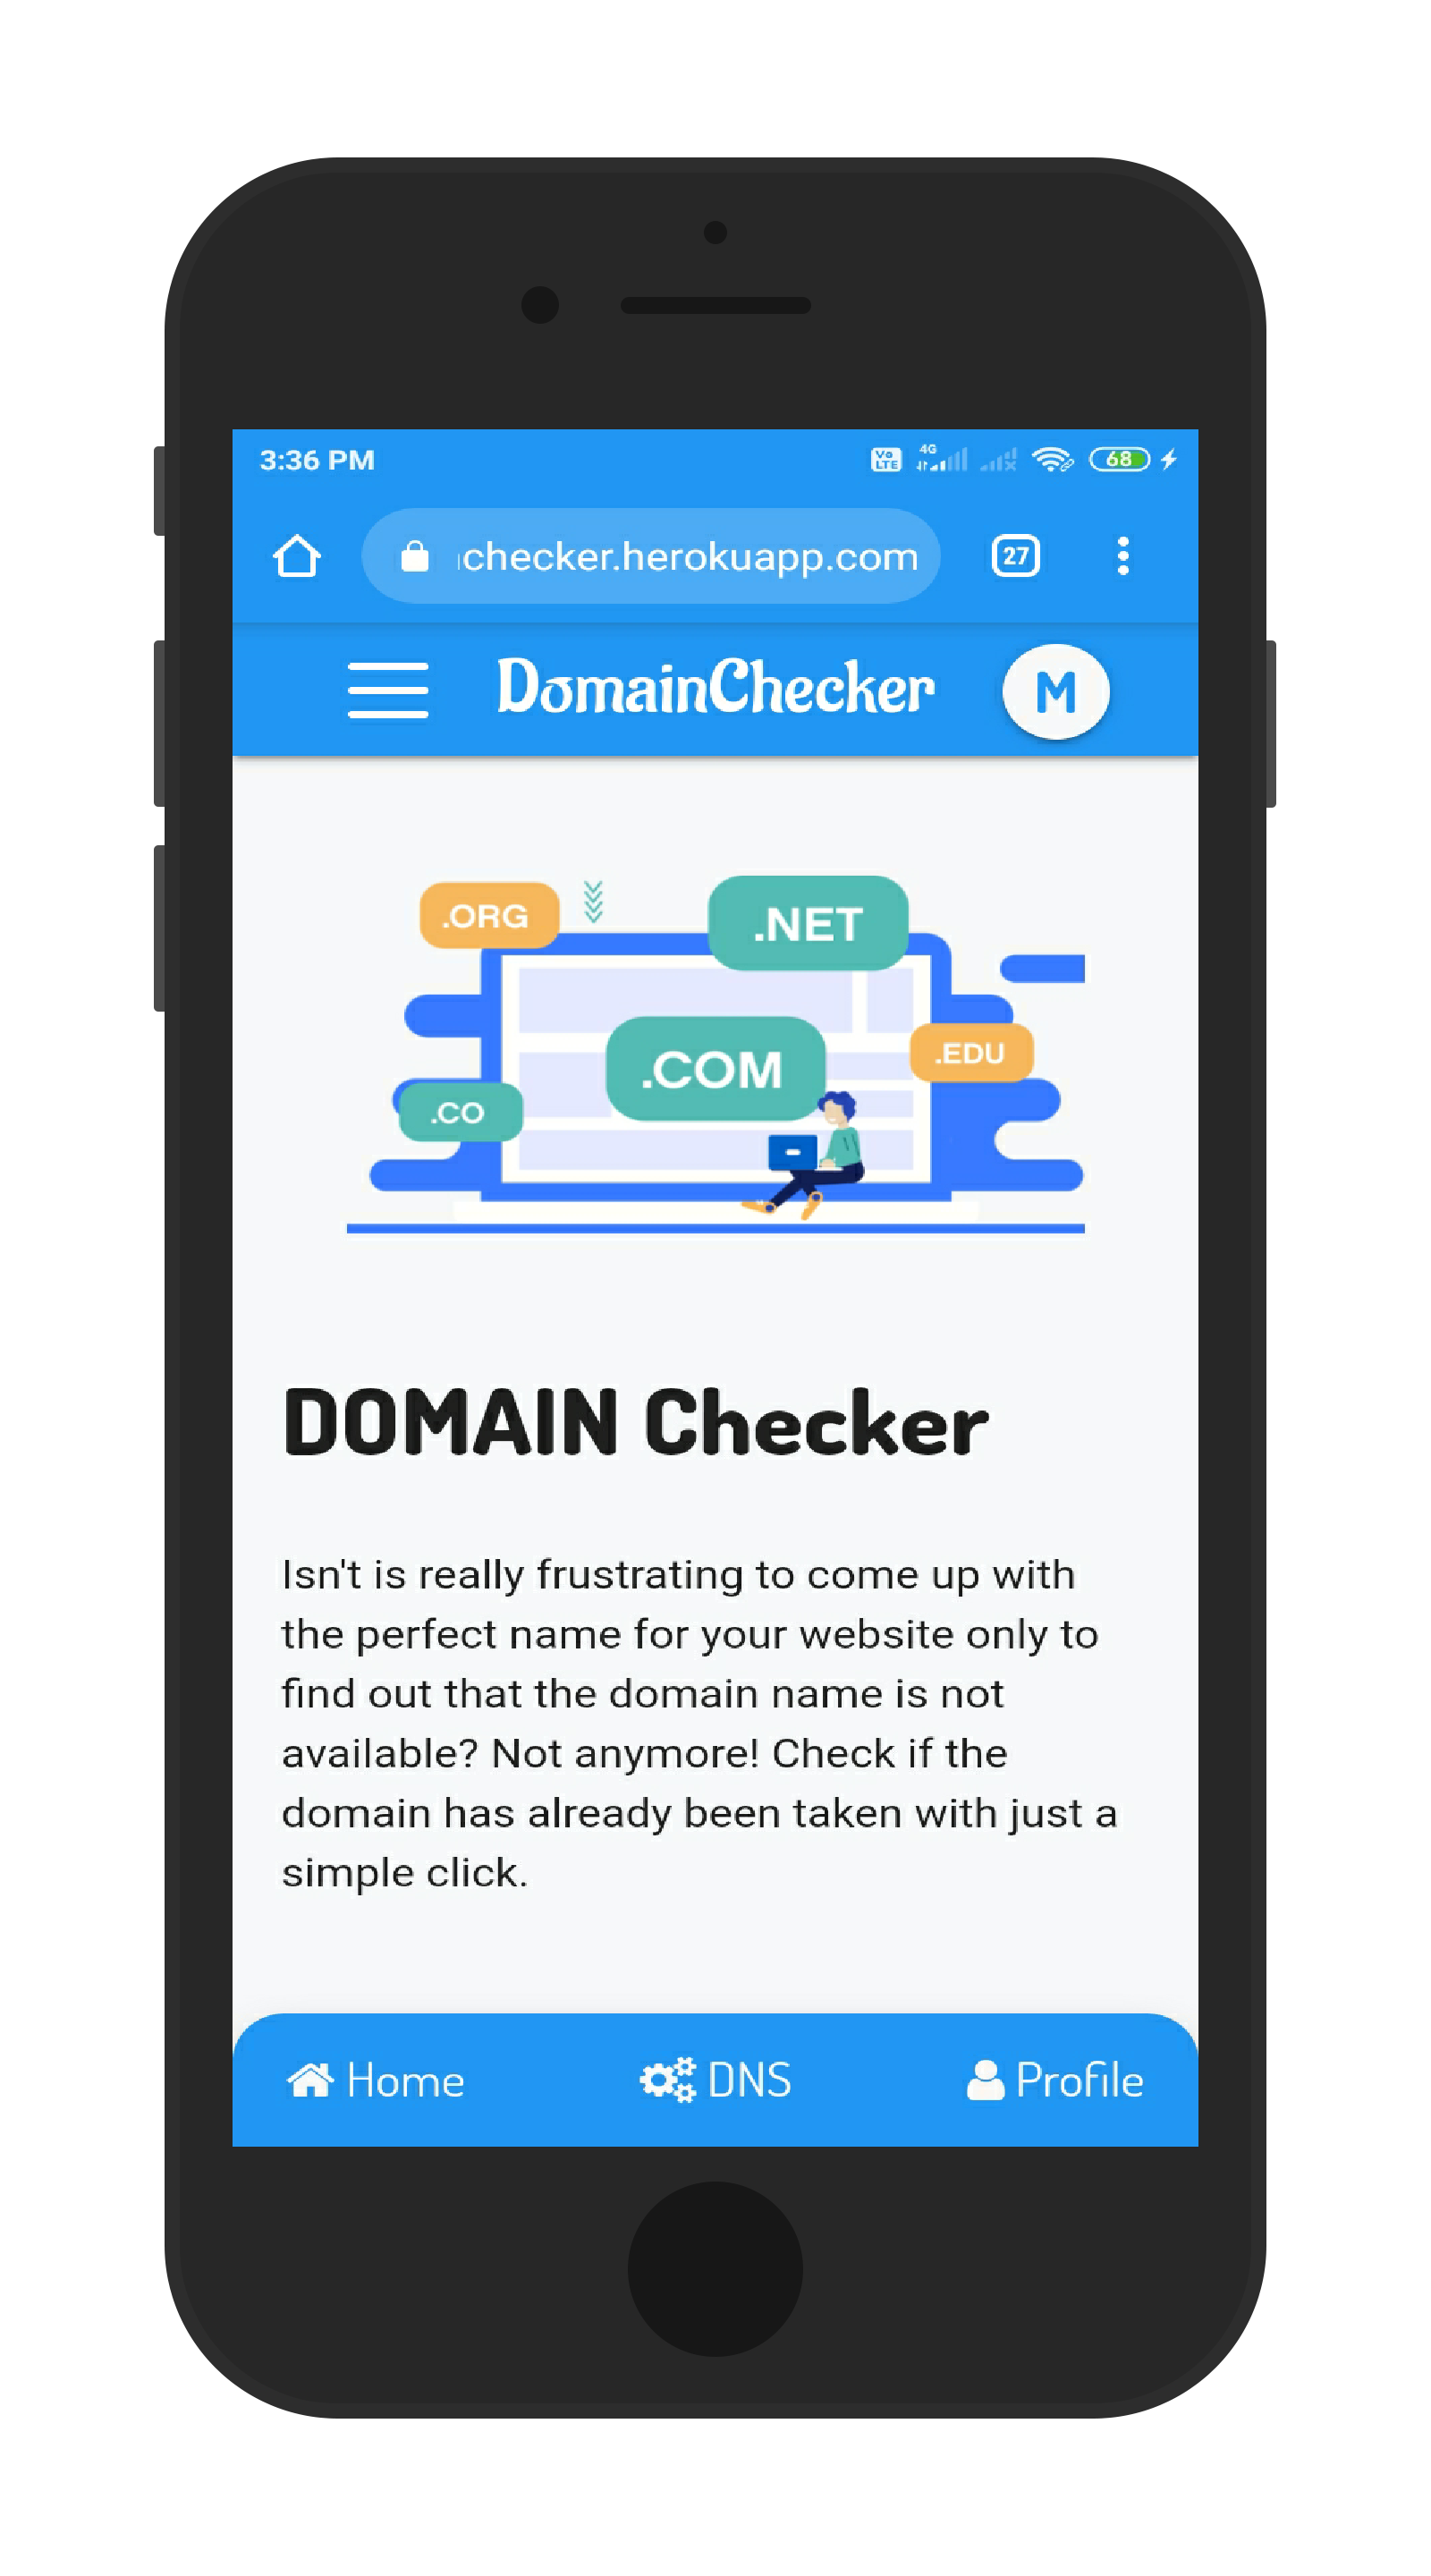 3:36 PM Vo LTE 4G 68
checker.herokuapp.com 27
DomainChecker M
.ORG .NET
.COM .EDU
.CO
DOMAIN Checker
Isn't is really frustrating to come up with
the perfect name for your website only to
find out that the domain name is not
available? Not anymore! Check if the
domain has already been taken with just a
simple click.
Home DNS Profile